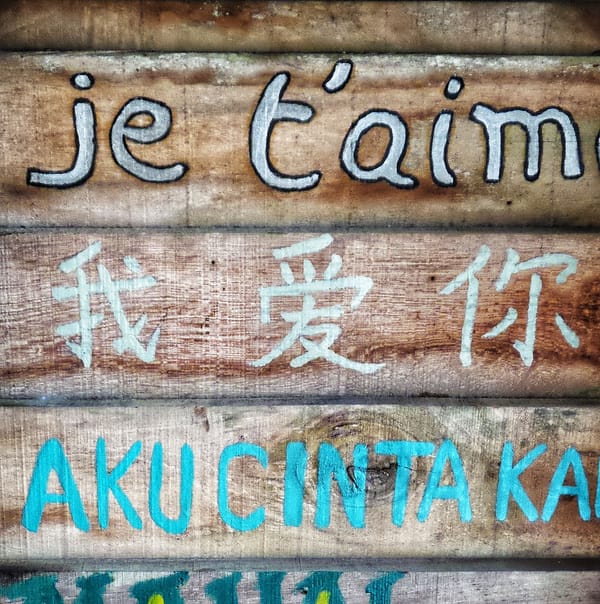 je t'aim
我爱你
AKU CINTA KA